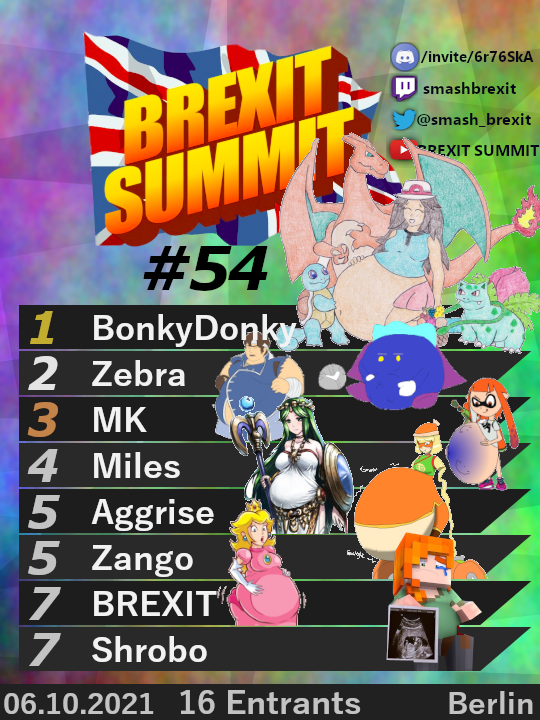 BREXIT
SUMMIT
#54
/invite/6r76SkA
smashbrexit
@smash_brexit
BREXIT SUMMIT
1 BonkyDonky
2 Zebra
3 MK
4 Miles
5 Aggrise
5 Zango
7 BREXIT
7 Shrobo
06.10.2021 16 Entrants Berlin